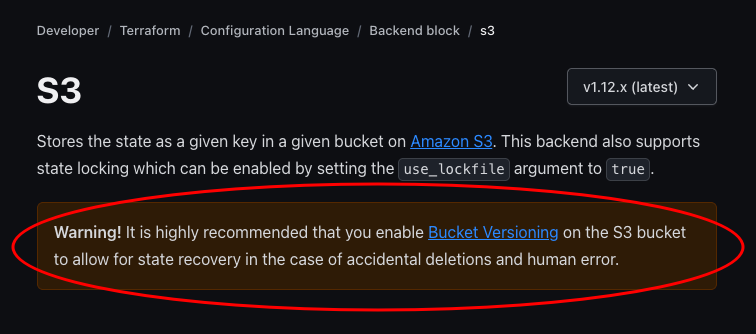 Developer / Terraform / Configuration Language / Backend block / s3
S3
v1.12.x (latest)
Stores the state as a given key in a given bucket on Amazon S3. This backend also supports
state locking which can be enabled by setting the use_lockfile argument to true.
Warning! It is highly recommended that you enable Bucket Versioning on the S3 bucket
to allow for state recovery in the case of accidental deletions and human error.